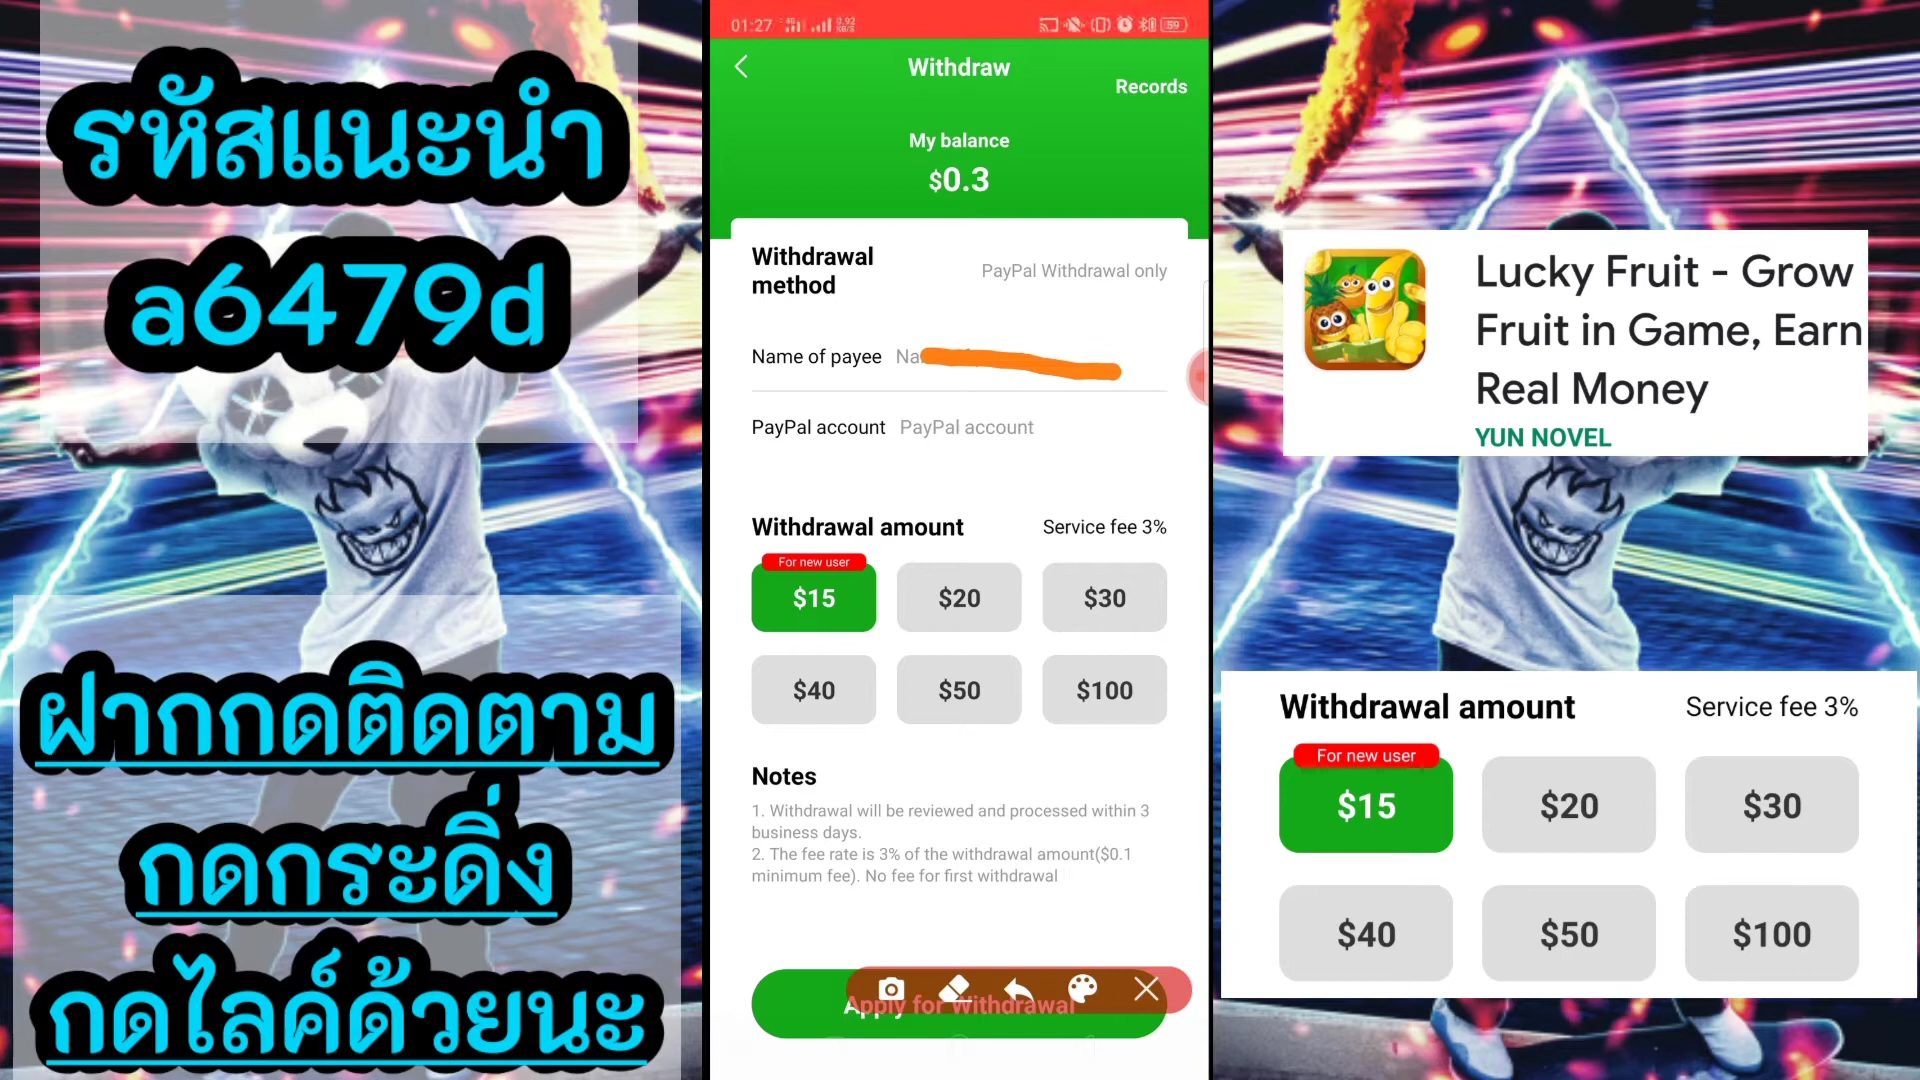 รหัสแนะนำ
a6479d
ฝากกดติดตาม
กดกระดิ่ง
กดไลค์ด้วยนะ
01:27 4G 0.92 KB/S 59
Withdraw
Records
My balance
$0.3
Withdrawal method
PayPal Withdrawal only
Name of payee
PayPal account PayPal account
Withdrawal amount Service fee 3%
For new user
$15 $20 $30
$40 $50 $100
Notes
1. Withdrawal will be reviewed and processed within 3
business days.
2. The fee rate is 3% of the withdrawal amount($0.1
minimum fee). No fee for first withdrawal
Apply for Withdrawal
Lucky Fruit - Grow
Fruit in Game, Earn
Real Money
YUN NOVEL
Withdrawal amount Service fee 3%
For new user
$15 $20 $30
$40 $50 $100